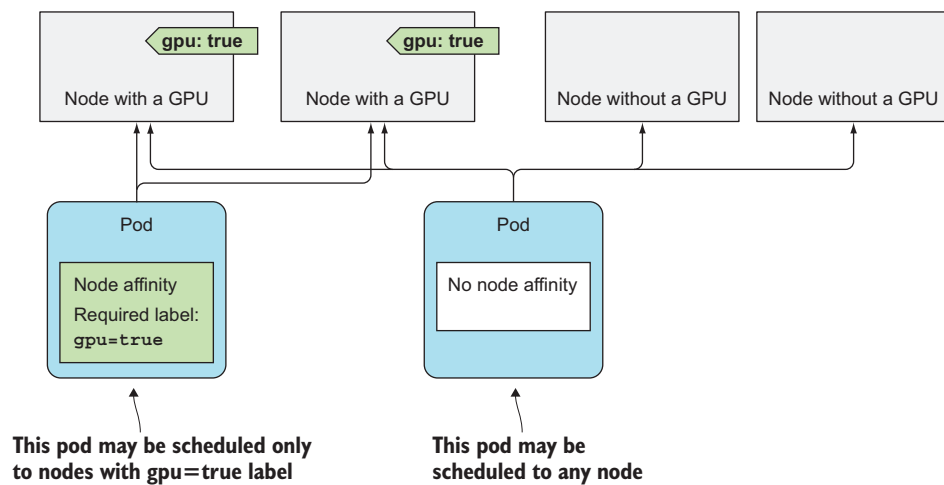 gpu: true
gpu: true
Node with a GPU
Node with a GPU
Node without a GPU
Node without a GPU
Pod
Node affinity
Required label:
gpu=true
Pod
No node affinity
This pod may be scheduled only
to nodes with gpu=true label
This pod may be
scheduled to any node